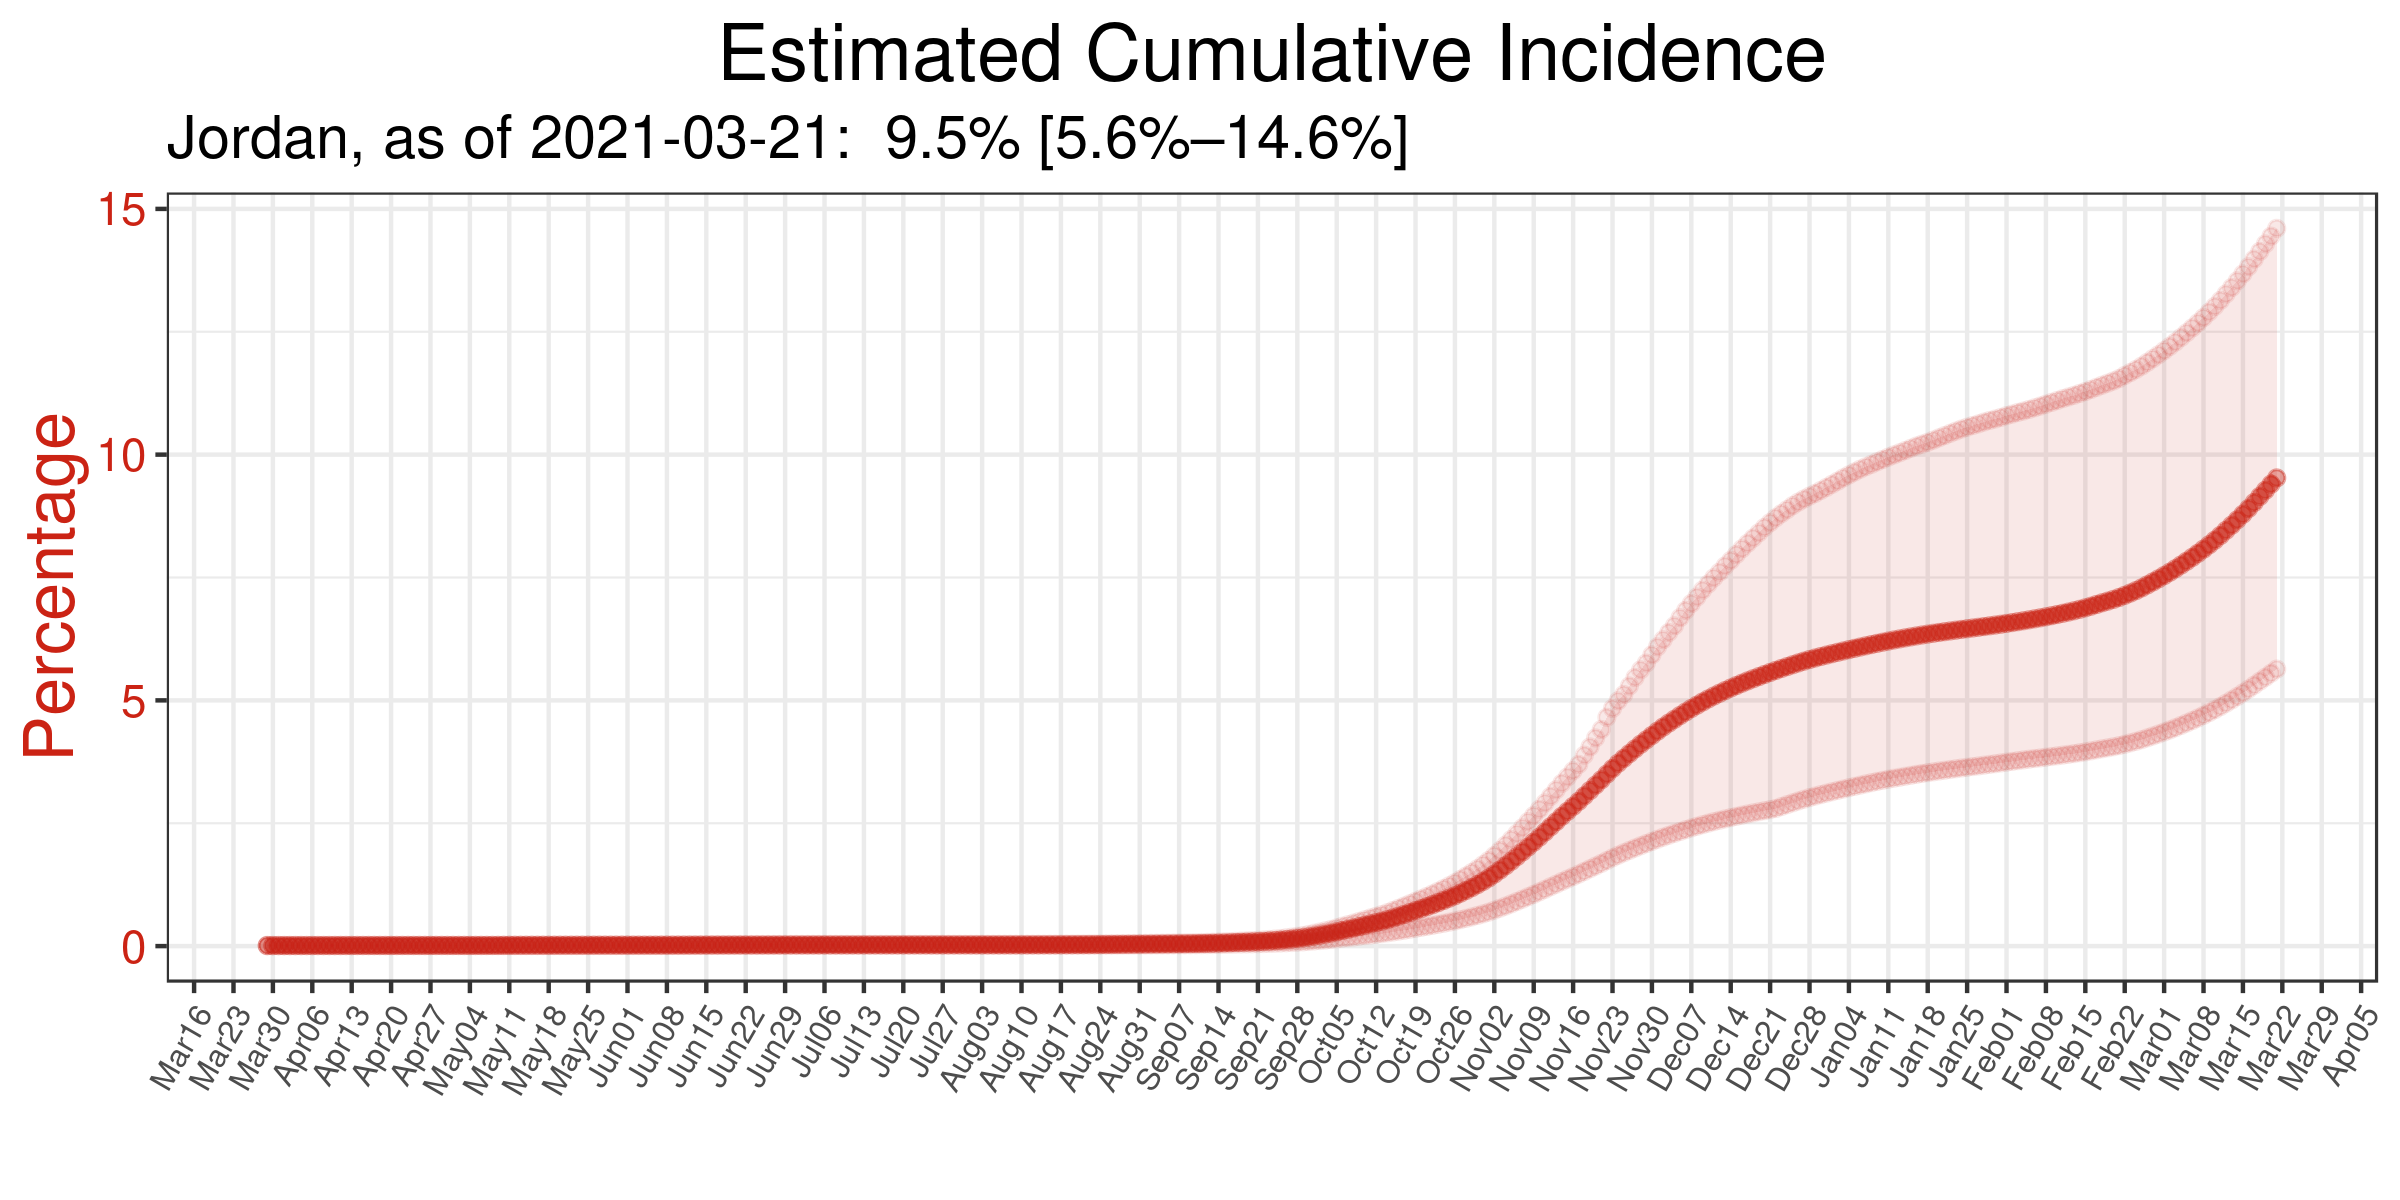 Estimated Cumulative Incidence
Jordan, as of 2021-03-21: 9.5% [5.6%–14.6%]
Percentage
15
10
5
0
Mar16
Mar23
Mar30
Apr06
Apr13
Apr20
Apr27
May04
May11
May18
May25
Jun01
Jun08
Jun15
Jun22
Jun29
Jul06
Jul13
Jul20
Jul27
Aug03
Aug10
Aug17
Aug24
Aug31
Sep07
Sep14
Sep21
Sep28
Oct05
Oct12
Oct19
Oct26
Nov02
Nov09
Nov16
Nov23
Nov30
Dec07
Dec14
Dec21
Dec28
Jan04
Jan11
Jan18
Jan25
Feb01
Feb08
Feb15
Feb22
Mar01
Mar08
Mar15
Mar22
Mar29
Apr05